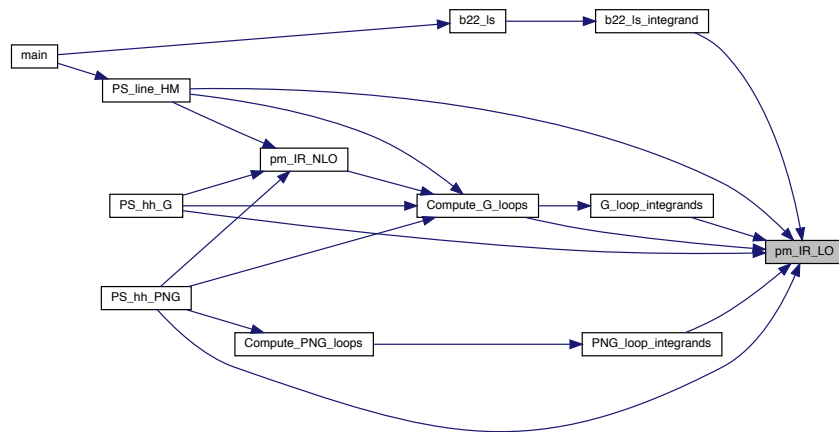 b22_ls
b22_ls_integrand
main
PS_line_HM
pm_IR_NLO
PS_hh_G
Compute_G_loops
G_loop_integrands
pm_IR_LO
PS_hh_PNG
Compute_PNG_loops
PNG_loop_integrands